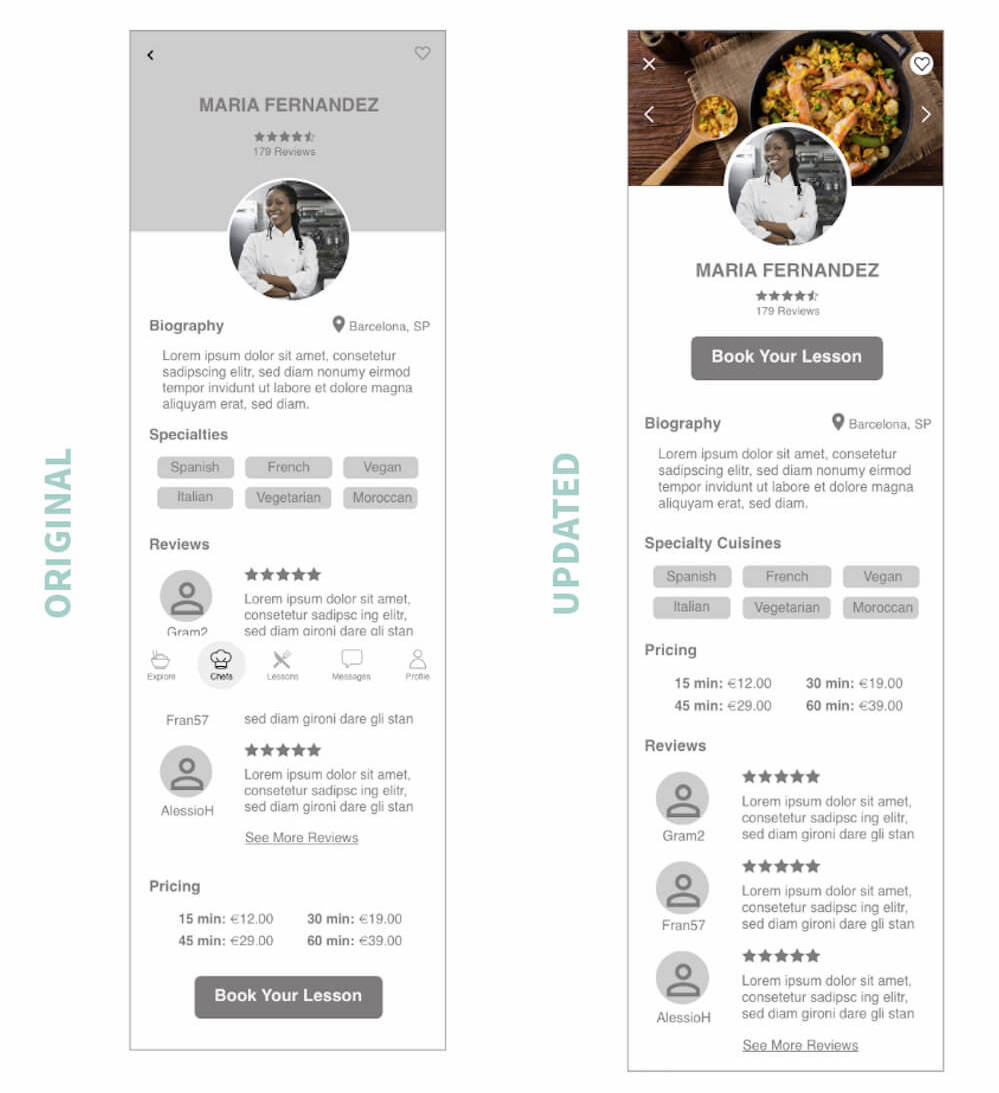 ORIGINAL
MARIA FERNANDEZ
179 Reviews
Biography
Barcelona, SP
Lorem ipsum dolor sit amet, consetetur
sadipscing elitr, sed diam nonumy eirmod
tempor invidunt ut labore et dolore magna
aliquyam erat, sed diam.
Specialties
Spanish French Vegan
Italian Vegetarian Moroccan
Reviews
Lorem ipsum dolor sit amet,
consetetur sadipsc ing elitr,
sed diam gironi dare gli stan
Gram2
Explore Chefs Lessons Messages Profile
Fran57
sed diam gironi dare gli stan
Lorem ipsum dolor sit amet,
consetetur sadipsc ing elitr,
sed diam gironi dare gli stan
AlessioH
See More Reviews
Pricing
15 min: €12.00 30 min: €19.00
45 min: €29.00 60 min: €39.00
Book Your Lesson
UPDATED
MARIA FERNANDEZ
179 Reviews
Book Your Lesson
Biography
Barcelona, SP
Lorem ipsum dolor sit amet, consetetur
sadipscing elitr, sed diam nonumy eirmod
tempor invidunt ut labore et dolore magna
aliquyam erat, sed diam.
Specialty Cuisines
Spanish French Vegan
Italian Vegetarian Moroccan
Pricing
15 min: €12.00 30 min: €19.00
45 min: €29.00 60 min: €39.00
Reviews
Lorem ipsum dolor sit amet,
consetetur sadipsc ing elitr,
sed diam gironi dare gli stan
Gram2
Lorem ipsum dolor sit amet,
consetetur sadipsc ing elitr,
sed diam gironi dare gli stan
Fran57
Lorem ipsum dolor sit amet,
consetetur sadipsc ing elitr,
sed diam gironi dare gli stan
AlessioH
See More Reviews